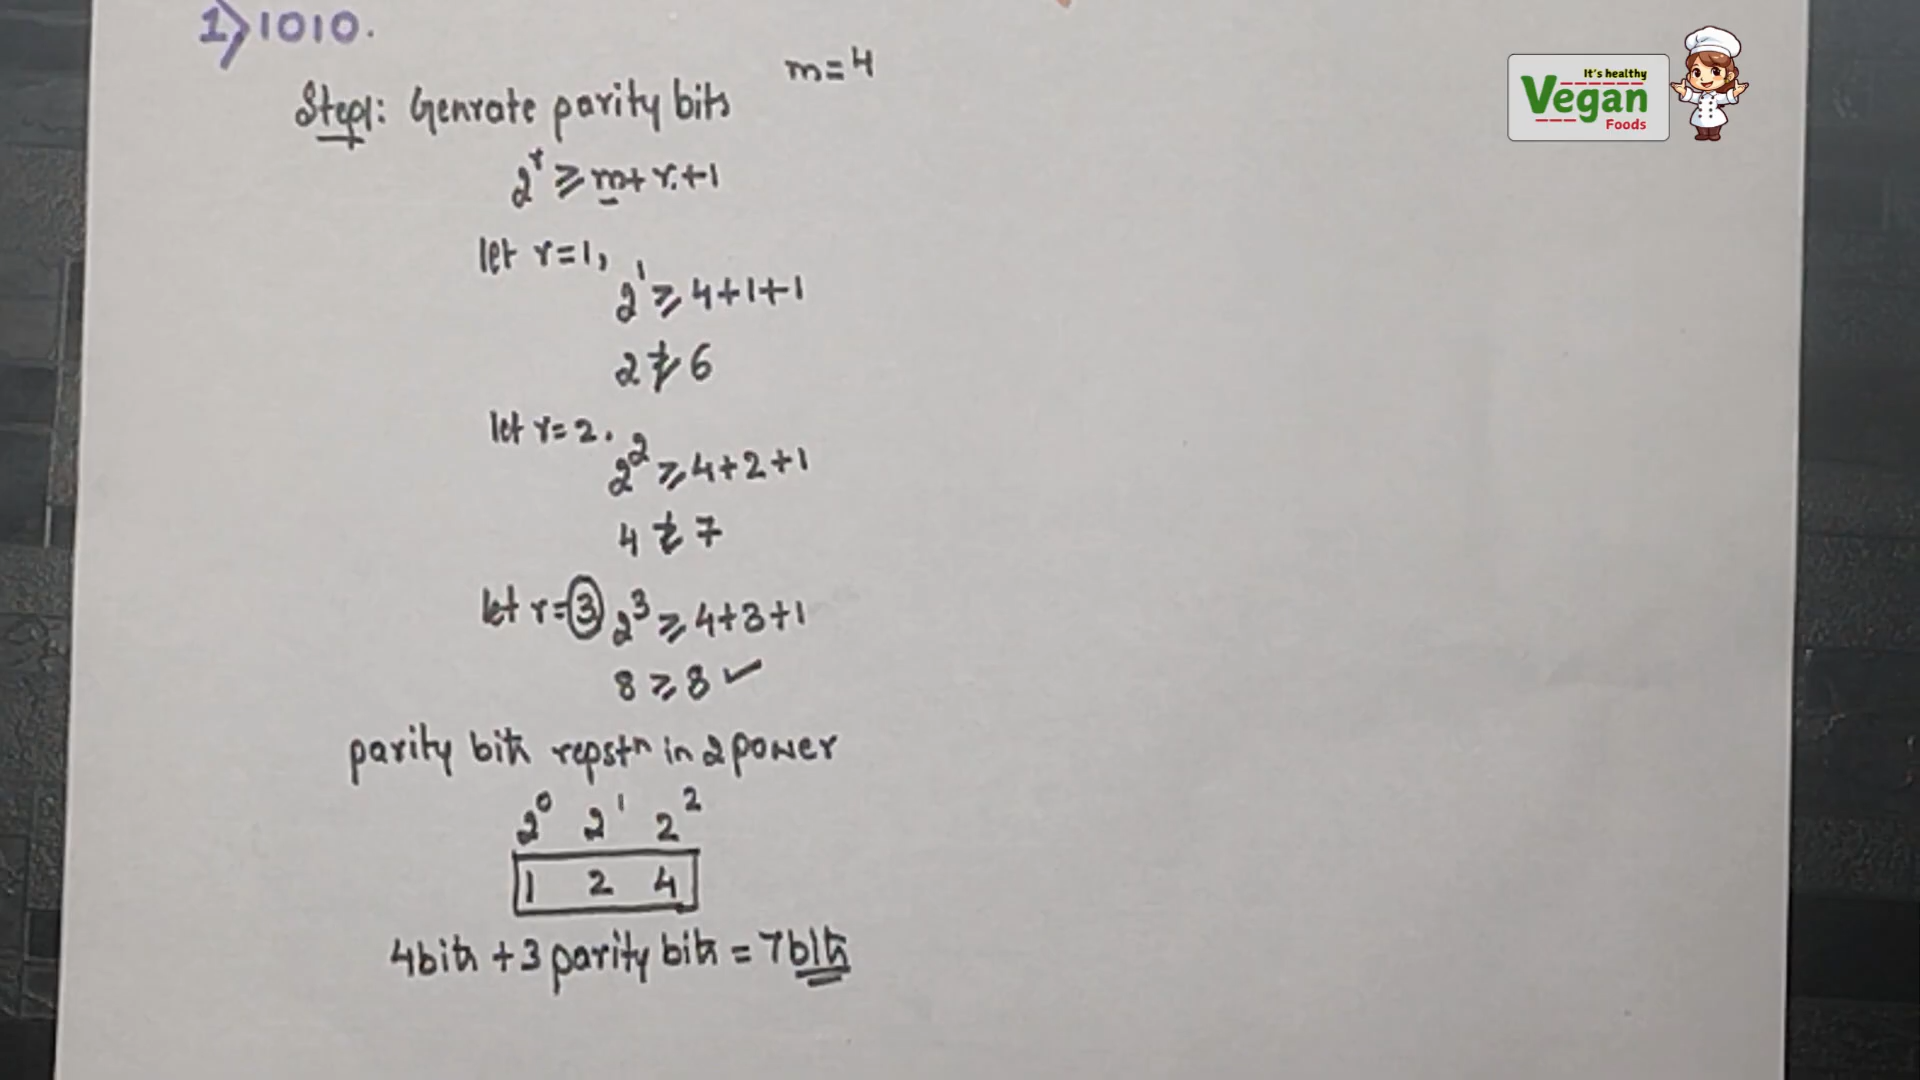 1) 1010.
m=4
Step1: Genrate parity bits
2^r ≥ m+r+1
let r=1,
2^1 ≥ 4+1+1
2 ≱ 6
let r=2.
2^2 ≥ 4+2+1
4 ≱ 7
let r=3 2^3 ≥ 4+3+1
8 ≥ 8 ✓
parity bits repstn in 2 power
2^0 2^1 2^2
1 2 4
4bits + 3 parity bits = 7bits
It's healthy
Vegan
Foods